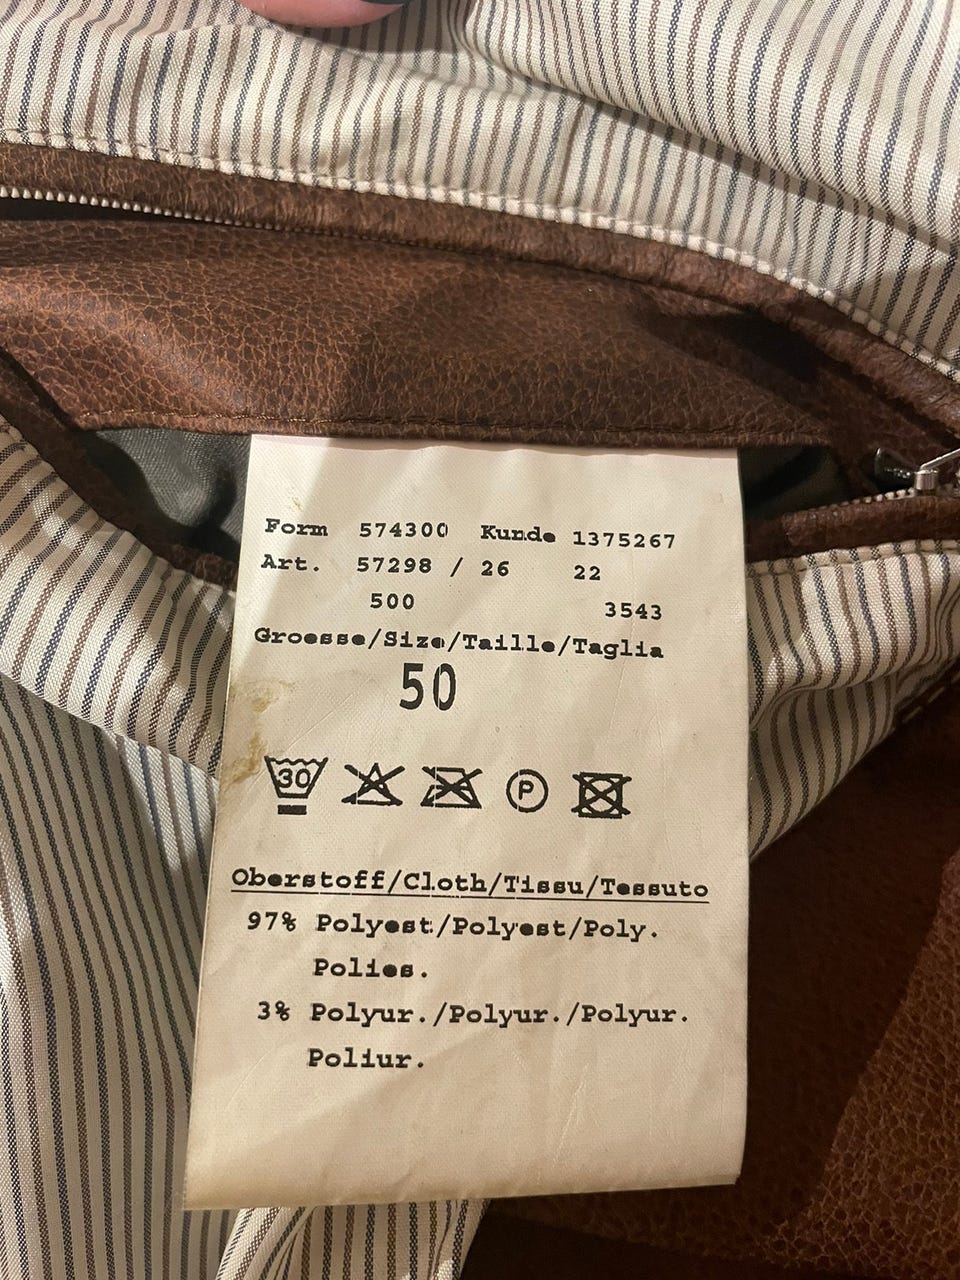 Form 574300 Kunde 1375267
Art. 57298 / 26 22
500 3543
Groesse/Size/Taille/Taglia
50
30 P
Oberstoff/Cloth/Tissu/Tessuto
97% Polyest/Polyest/Poly.
Polies.
3% Polyur./Polyur./Polyur.
Poliur.